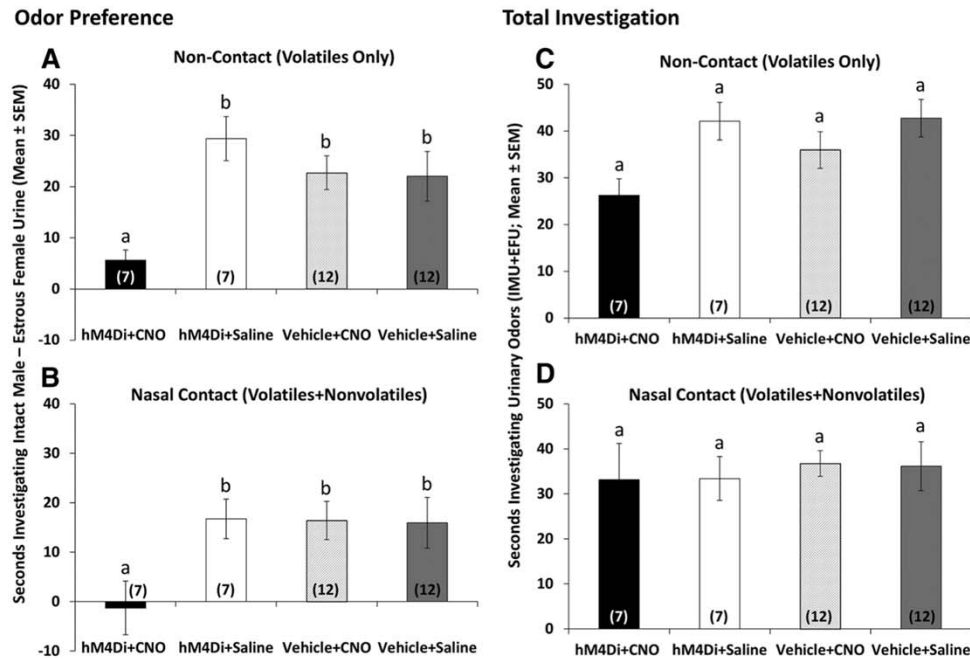 Odor Preference
Total Investigation
Seconds Investigating Intact Male – Estrous Female Urine (Mean ± SEM)
A
Non-Contact (Volatiles Only)
40
30
20
10
0
-10
a
b
b
b
(7)
(7)
(12)
(12)
hM4Di+CNO hM4Di+Saline Vehicle+CNO Vehicle+Saline
B
Nasal Contact (Volatiles+Nonvolatiles)
40
30
20
10
0
-10
a
b
b
b
(7)
(7)
(12)
(12)
hM4Di+CNO hM4Di+Saline Vehicle+CNO Vehicle+Saline
Seconds Investigating Urinary Odors (IMU+EFU; Mean ± SEM)
C
Non-Contact (Volatiles Only)
50
40
30
20
10
0
a
a
a
a
(7)
(7)
(12)
(12)
hM4Di+CNO hM4Di+Saline Vehicle+CNO Vehicle+Saline
D
Nasal Contact (Volatiles+Nonvolatiles)
50
40
30
20
10
0
a
a
a
a
(7)
(7)
(12)
(12)
hM4Di+CNO hM4Di+Saline Vehicle+CNO Vehicle+Saline